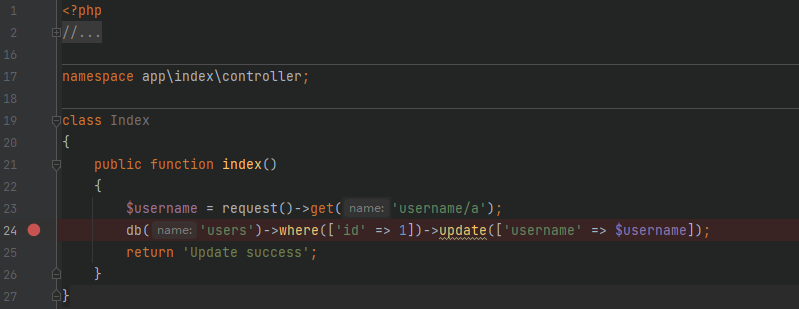 1 <?php
2 //...
16
17 namespace app\index\controller;
18
19 class Index
20 {
21 public function index()
22 {
23 $username = request()->get( name: 'username/a');
24 db( name: 'users')->where(['id' => 1])->update(['username' => $username]);
25 return 'Update success';
26 }
27 }